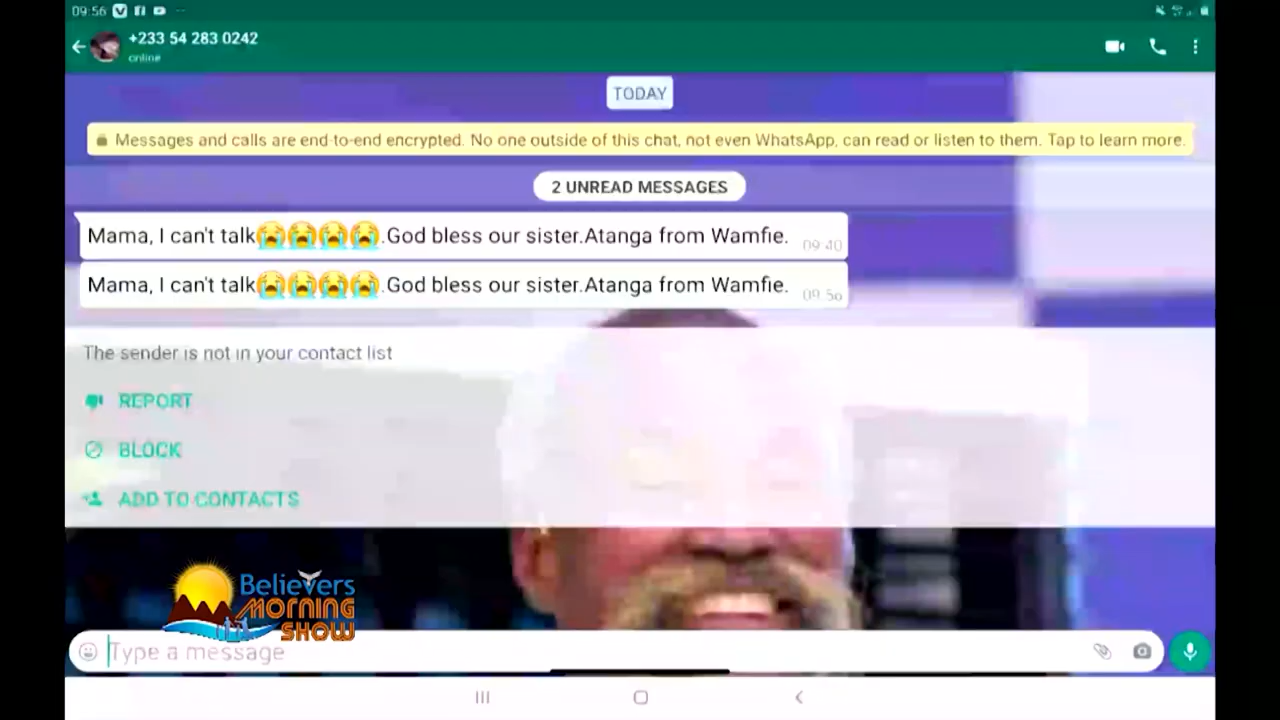 09:56
+233 54 283 0242
online
TODAY
Messages and calls are end-to-end encrypted. No one outside of this chat, not even WhatsApp, can read or listen to them. Tap to learn more.
2 UNREAD MESSAGES
Mama, I can't talk😭😭😭😭.God bless our sister.Atanga from Wamfie. 09:40
Mama, I can't talk😭😭😭😭.God bless our sister.Atanga from Wamfie. 09:56
The sender is not in your contact list
REPORT
BLOCK
ADD TO CONTACTS
Believers
MORNING
SHOW
Type a message